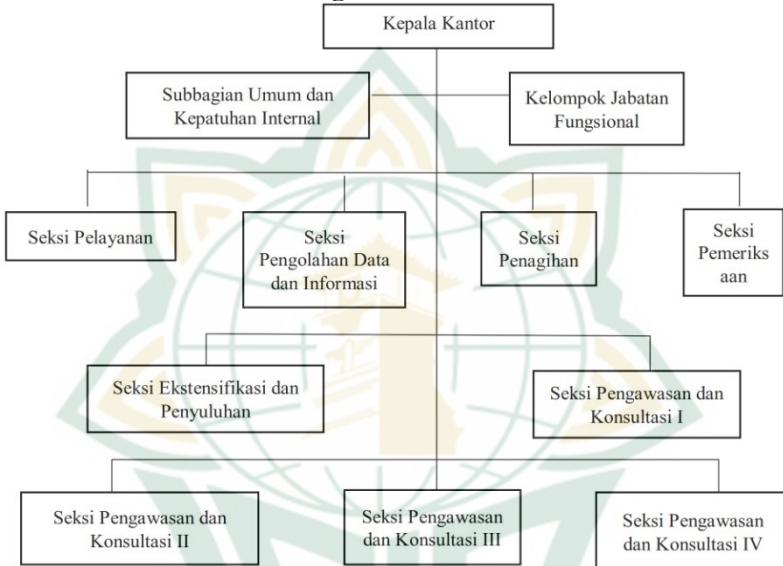 Kepala Kantor
Subbagian Umum dan
Kepatuhan Internal
Kelompok Jabatan
Fungsional
Seksi Pelayanan
Seksi
Pengolahan Data
dan Informasi
Seksi
Penagihan
Seksi
Pemeriks
aan
Seksi Ekstensifikasi dan
Penyuluhan
Seksi Pengawasan dan
Konsultasi I
Seksi Pengawasan dan
Konsultasi II
Seksi Pengawasan
dan Konsultasi III
Seksi Pengawasan
dan Konsultasi IV